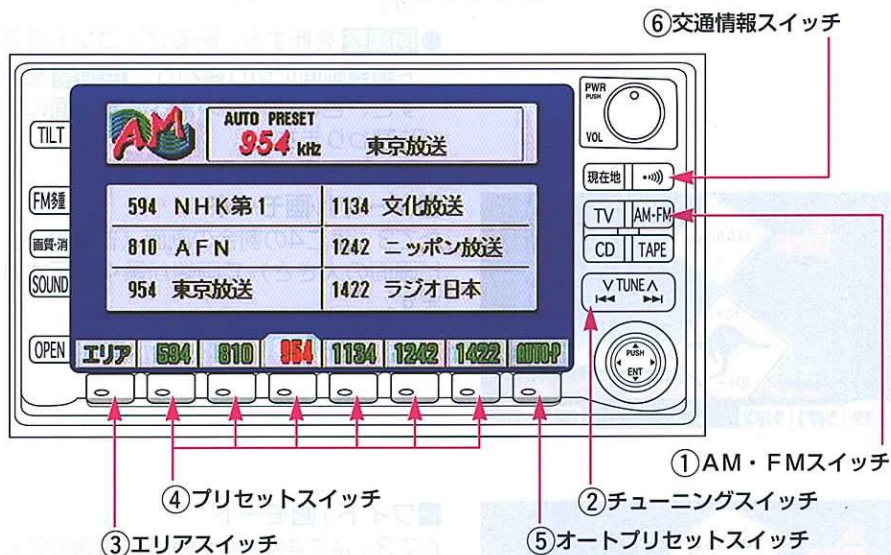 ⑥交通情報スイッチ
PWR
PUSH
VOL
TILT
AM
AUTO PRESET
954 kHz 東京放送
現在地
FM多重
594 NHK第1
1134 文化放送
TV
AM・FM
画質・消
810 AFN
1242 ニッポン放送
CD
TAPE
SOUND
954 東京放送
1422 ラジオ日本
∨ TUNE ∧
OPEN
エリア 594 810 954 1134 1242 1422 AUTO・P
PUSH
ENT
①AM・FMスイッチ
④プリセットスイッチ
②チューニングスイッチ
③エリアスイッチ
⑤オートプリセットスイッチ